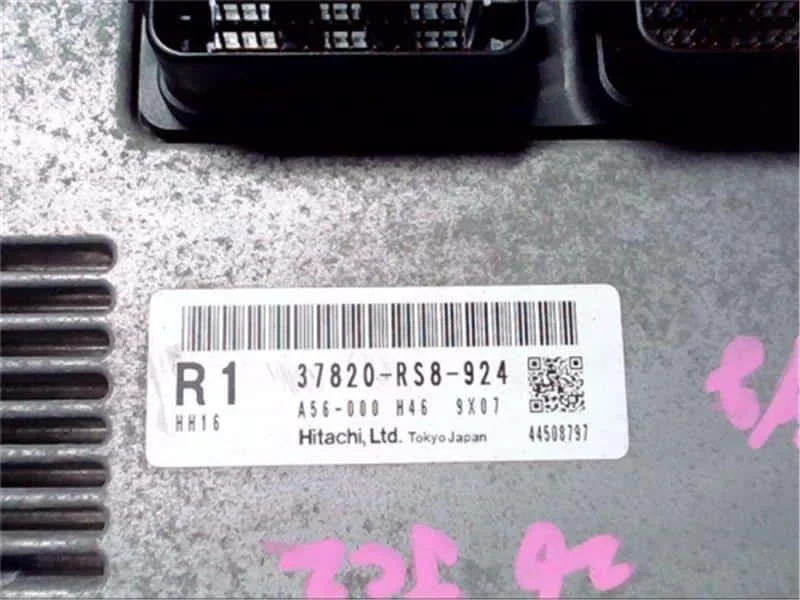 R1 37820-RS8-924
HH16 A56-000 H46 9X07
Hitachi, Ltd. Tokyo Japan 44508797